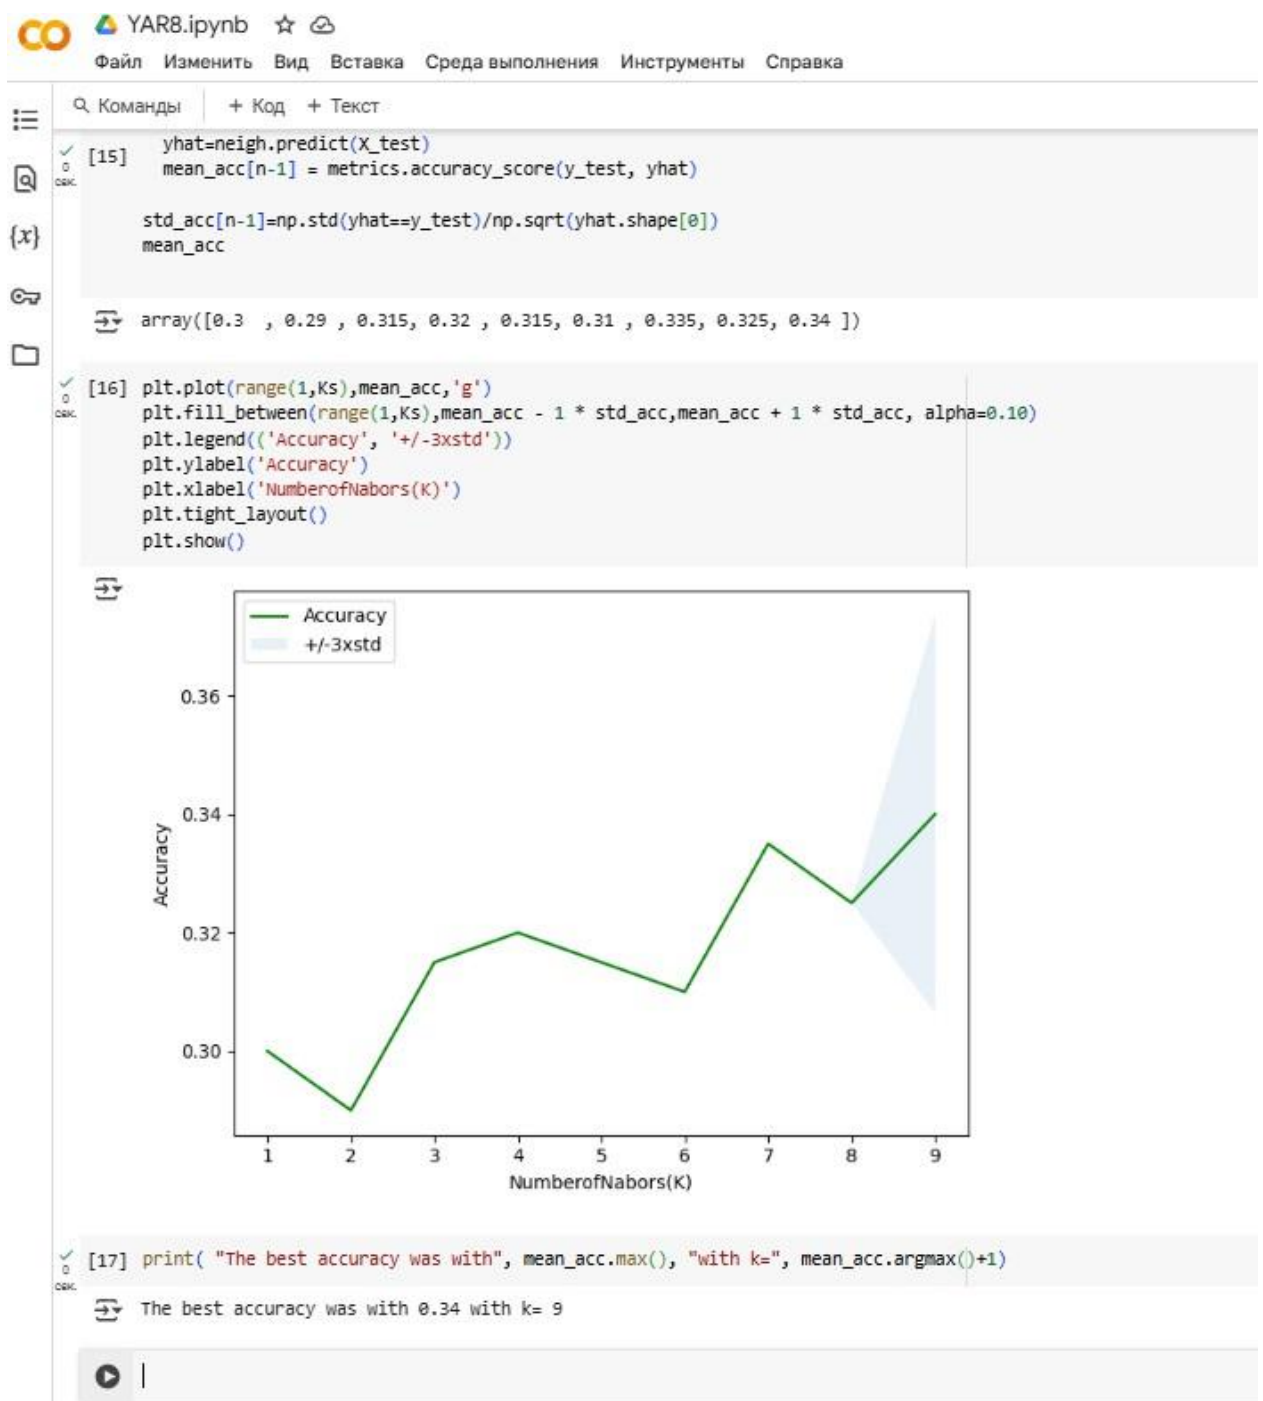 CO YAR8.ipynb
Файл Изменить Вид Вставка Среда выполнения Инструменты Справка
Команды + Код + Текст
[15] yhat=neigh.predict(X_test)
0 сек. mean_acc[n-1] = metrics.accuracy_score(y_test, yhat)
std_acc[n-1]=np.std(yhat==y_test)/np.sqrt(yhat.shape[0])
{x}
mean_acc
array([0.3 , 0.29 , 0.315, 0.32 , 0.315, 0.31 , 0.335, 0.325, 0.34 ])
[16] plt.plot(range(1,Ks),mean_acc,'g')
0 сек. plt.fill_between(range(1,Ks),mean_acc - 1 * std_acc,mean_acc + 1 * std_acc, alpha=0.10)
plt.legend(('Accuracy', '+/-3xstd'))
plt.ylabel('Accuracy')
plt.xlabel('NumberofNabors(K)')
plt.tight_layout()
plt.show()
Accuracy
+/-3xstd
0.36
0.34
0.32
0.30
Accuracy
1 2 3 4 5 6 7 8 9
NumberofNabors(K)
[17] print( "The best accuracy was with", mean_acc.max(), "with k=", mean_acc.argmax()+1)
0 сек.
The best accuracy was with 0.34 with k= 9